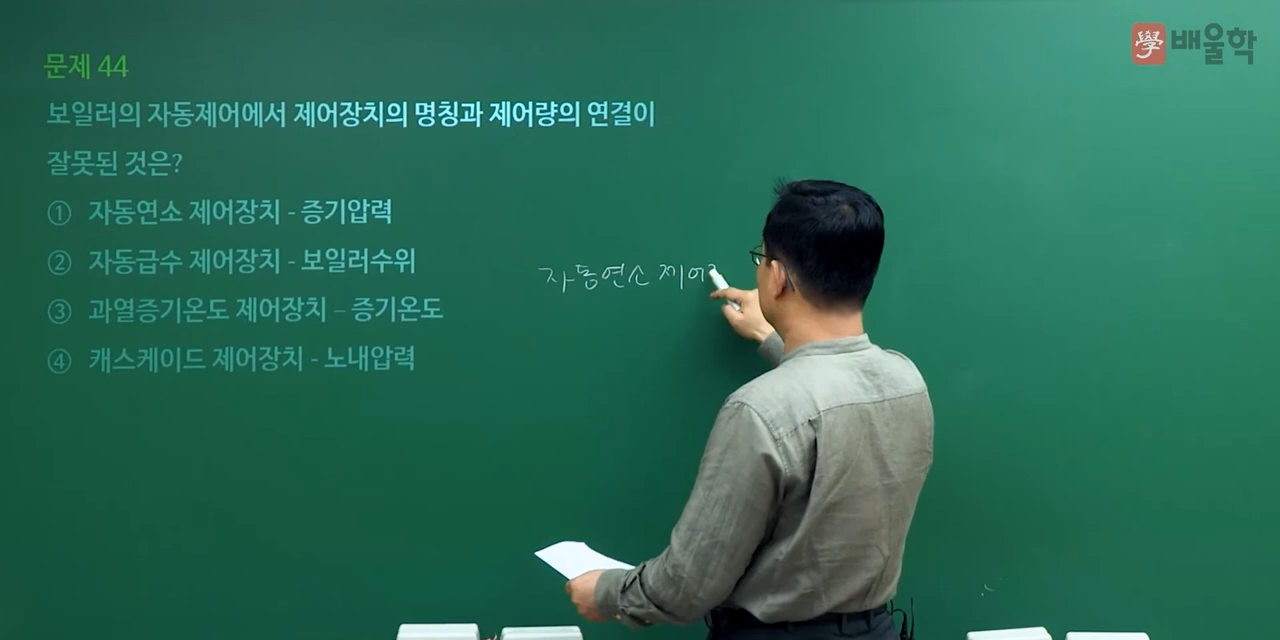 學 배울학
문제 44
보일러의 자동제어에서 제어장치의 명칭과 제어량의 연결이
잘못된 것은?
① 자동연소 제어장치 - 증기압력
② 자동급수 제어장치 - 보일러수위
③ 과열증기온도 제어장치 – 증기온도
④ 캐스케이드 제어장치 - 노내압력
자동연소 제어